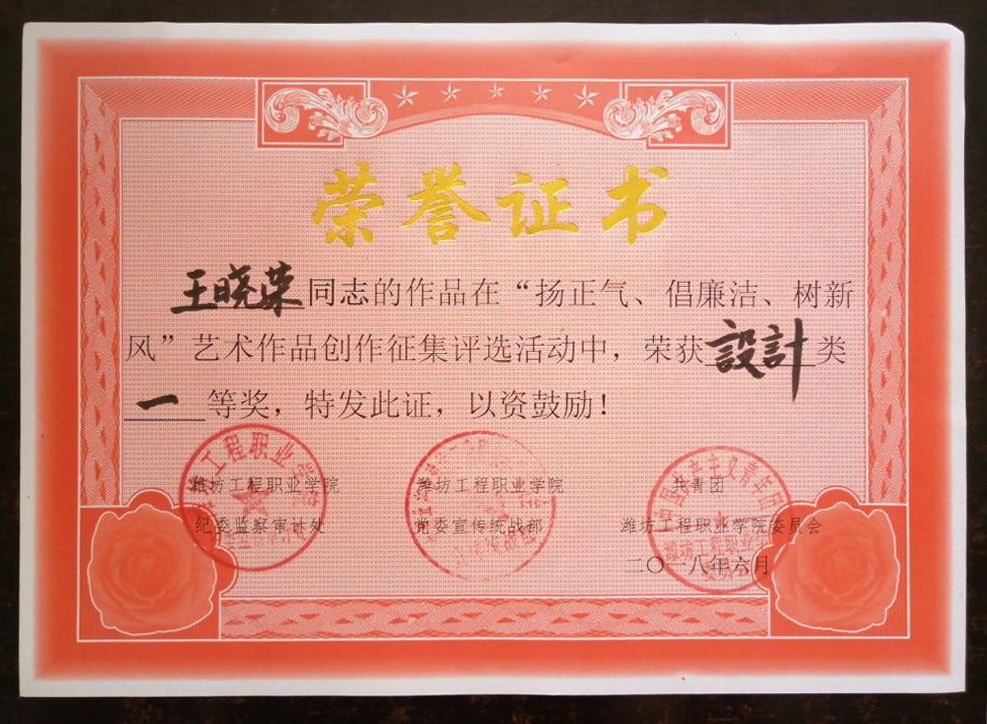 荣誉证书
王晓荣同志的作品在“扬正气、倡廉洁、树新
风”艺术作品创作征集评选活动中，荣获設計类
一等奖，特发此证，以资鼓励！
潍坊工程职业学院 潍坊工程职业学院 共青团
纪委监察审计处 党委宣传统战部 潍坊工程职业学院委员会
二〇一八年六月